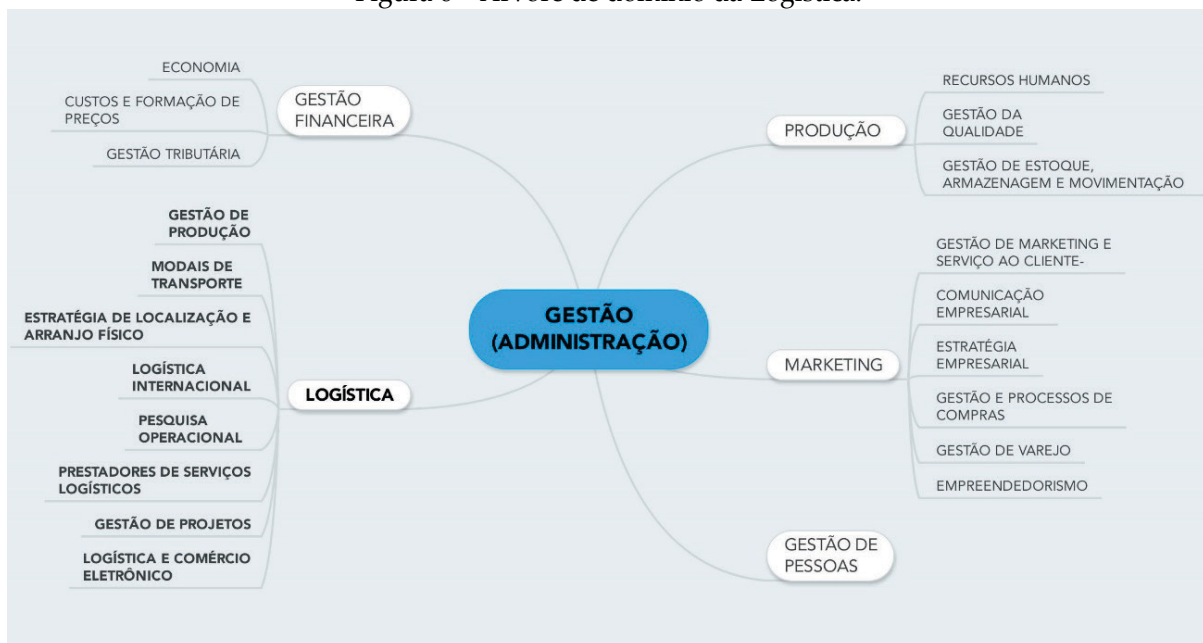 ECONOMIA
CUSTOS E FORMAÇÃO DE
PREÇOS
GESTÃO TRIBUTÁRIA
GESTÃO
FINANCEIRA
GESTÃO DE
PRODUÇÃO
MODAIS DE
TRANSPORTE
ESTRATÉGIA DE LOCALIZAÇÃO E
ARRANJO FÍSICO
LOGÍSTICA
INTERNACIONAL
PESQUISA
OPERACIONAL
PRESTADORES DE SERVIÇOS
LOGÍSTICOS
GESTÃO DE PROJETOS
LOGÍSTICA E COMÉRCIO
ELETRÔNICO
LOGÍSTICA
GESTÃO
(ADMINISTRAÇÃO)
PRODUÇÃO
RECURSOS HUMANOS
GESTÃO DA
QUALIDADE
GESTÃO DE ESTOQUE,
ARMAZENAGEM E MOVIMENTAÇÃO
MARKETING
GESTÃO DE MARKETING E
SERVIÇO AO CLIENTE-
COMUNICAÇÃO
EMPRESARIAL
ESTRATÉGIA
EMPRESARIAL
GESTÃO E PROCESSOS DE
COMPRAS
GESTÃO DE VAREJO
EMPREENDEDORISMO
GESTÃO DE
PESSOAS